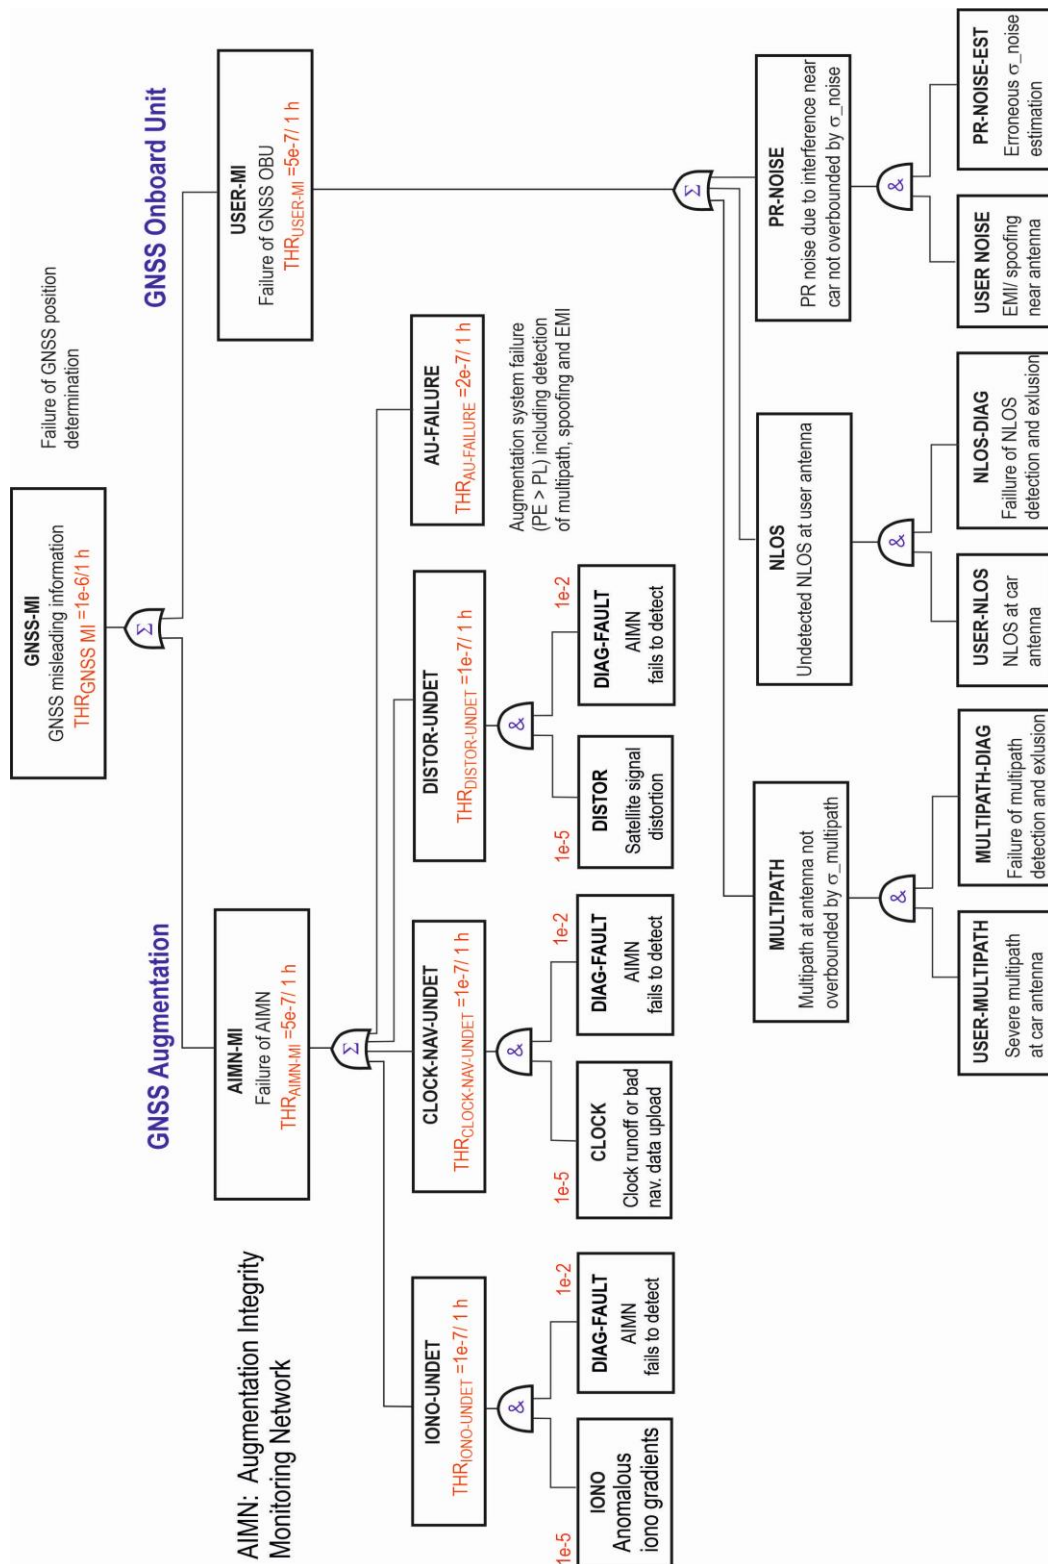 GNSS-MI
GNSS misleading information
THR_GNSS MI =1e-6/1 h
Failure of GNSS position
determination
Σ
GNSS Augmentation
GNSS Onboard Unit
AIMN: Augmentation Integrity
Monitoring Network
AIMN-MI
Failure of AIMN
THR_AIMN-MI =5e-7/ 1 h
USER-MI
Failure of GNSS OBU
THR_USER-MI =5e-7/ 1 h
Σ
IONO-UNDET
THR_IONO-UNDET =1e-7/ 1 h
CLOCK-NAV-UNDET
THR_CLOCK-NAV-UNDET =1e-7/ 1 h
DISTOR-UNDET
THR_DISTOR-UNDET =1e-7/ 1 h
AU-FAILURE
THR_AU-FAILURE =2e-7/ 1 h
Augmentation system failure
(PE > PL) including detection
of multipath, spoofing and EMI
&
&
&
1e-5
IONO
Anomalous
iono gradients
1e-2
DIAG-FAULT
AIMN
fails to detect
1e-5
CLOCK
Clock runoff or bad
nav. data upload
1e-2
DIAG-FAULT
AIMN
fails to detect
1e-5
DISTOR
Satellite signal
distortion
1e-2
DIAG-FAULT
AIMN
fails to detect
Σ
MULTIPATH
Multipath at antenna not
overbounded by σ_multipath
NLOS
Undetected NLOS at user antenna
PR-NOISE
PR noise due to interference near
car not overbounded by σ_noise
&
&
&
USER-MULTIPATH
Severe multipath
at car antenna
MULTIPATH-DIAG
Failure of multipath
detection and exlusion
USER-NLOS
NLOS at car
antenna
NLOS-DIAG
Faillure of NLOS
detection and exlusion
USER NOISE
EMI/ spoofing
near antenna
PR-NOISE-EST
Erroneous σ_noise
estimation